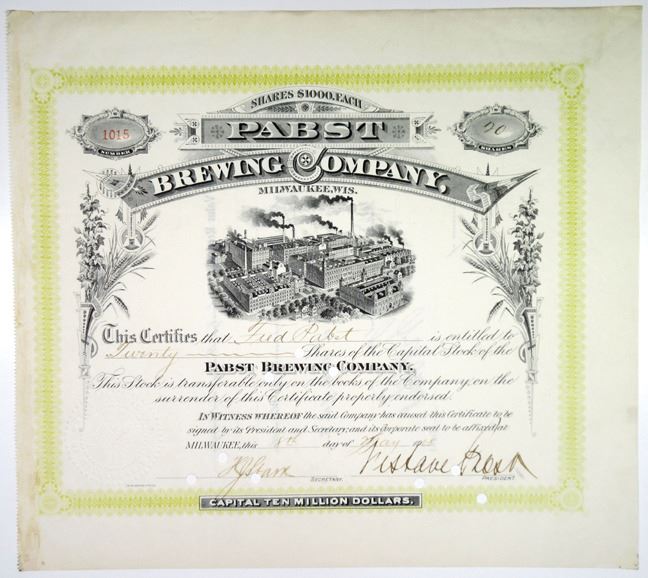 SHARES $1000, EACH
PABST
1015
NUMBER
20
SHARES
BREWING COMPANY,
MILWAUKEE, WIS.
This Certifies that Fred Pabst is entitled to
Twenty Shares of the Capital Stock of the
PABST BREWING COMPANY.
This Stock is transferable only on the books of the Company, on the
surrender of this Certificate properly endorsed.
IN WITNESS WHEREOF the said Company has caused this Certificate to be
signed by its President and Secretary, and its corporate seal to be affixed at
MILWAUKEE, this 8th day of May
Gustave Pabst
SECRETARY. PRESIDENT.
CAPITAL TEN MILLION DOLLARS.